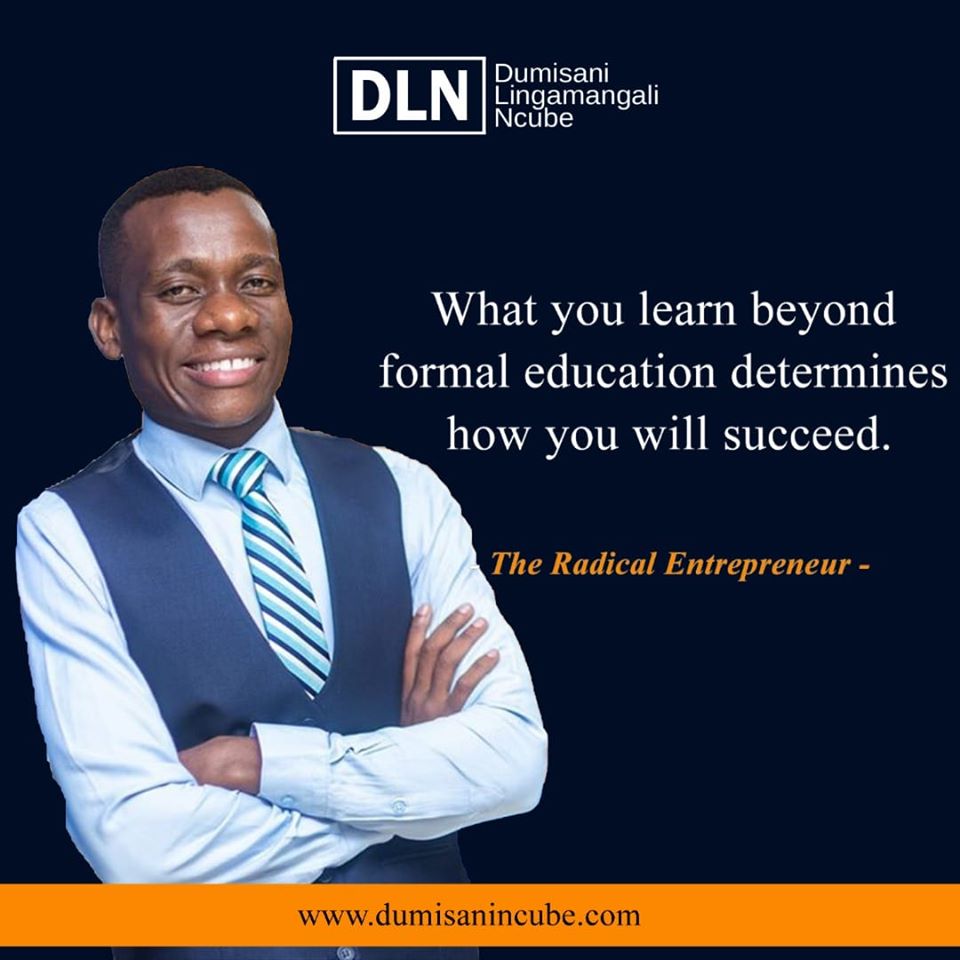 DLN
Dumisani
Lingamangali
Ncube
What you learn beyond
formal education determines
how you will succeed.
- The Radical Entrepreneur -
www.dumisanincube.com